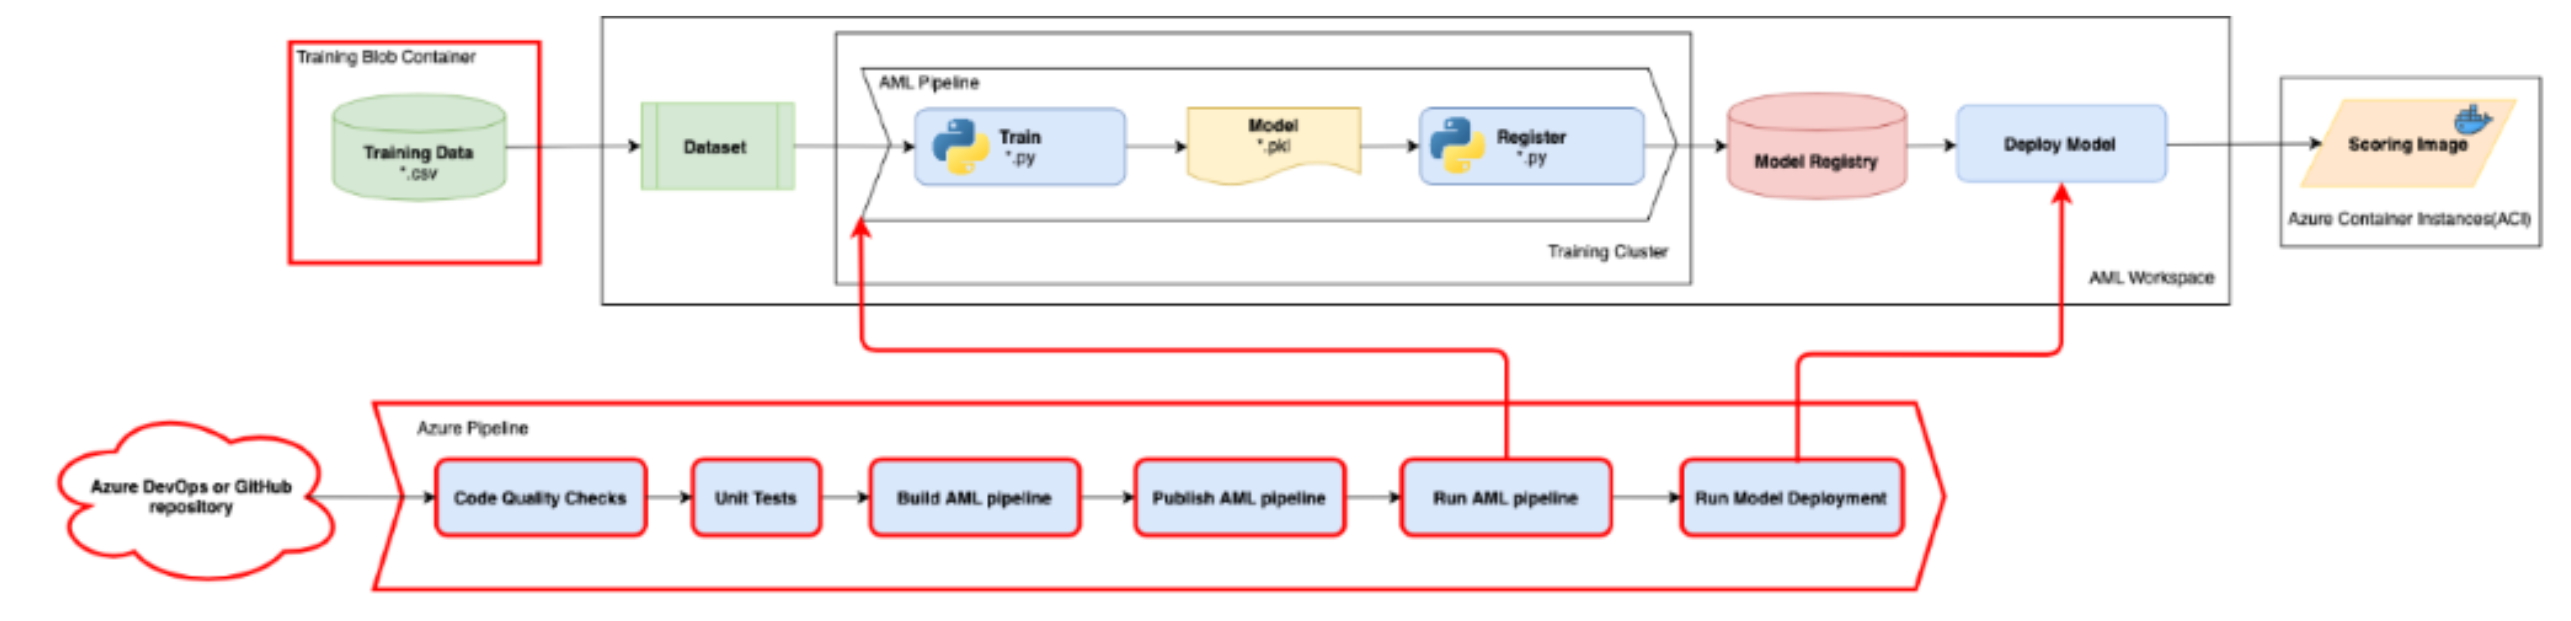 Training Blob Container
Training Data
*.csv
Dataset
AML Pipeline
Train
*.py
Model
*.pkl
Register
*.py
Training Cluster
Model Registry
Deploy Model
AML Workspace
Scoring Image
Azure Container Instances(ACI)
Azure DevOps or GitHub
repository
Azure Pipeline
Code Quality Checks
Unit Tests
Build AML pipeline
Publish AML pipeline
Run AML pipeline
Run Model Deployment